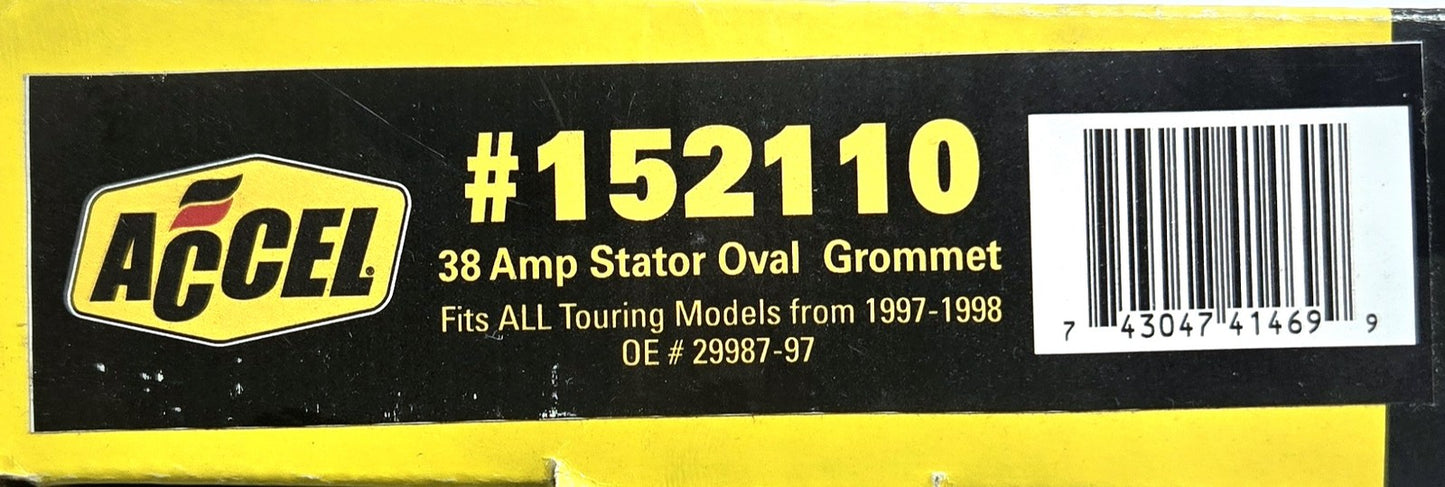 ACCEL
#152110
38 Amp Stator Oval Grommet
Fits ALL Touring Models from 1997-1998
OE # 29987-97
7 43047 41469 9